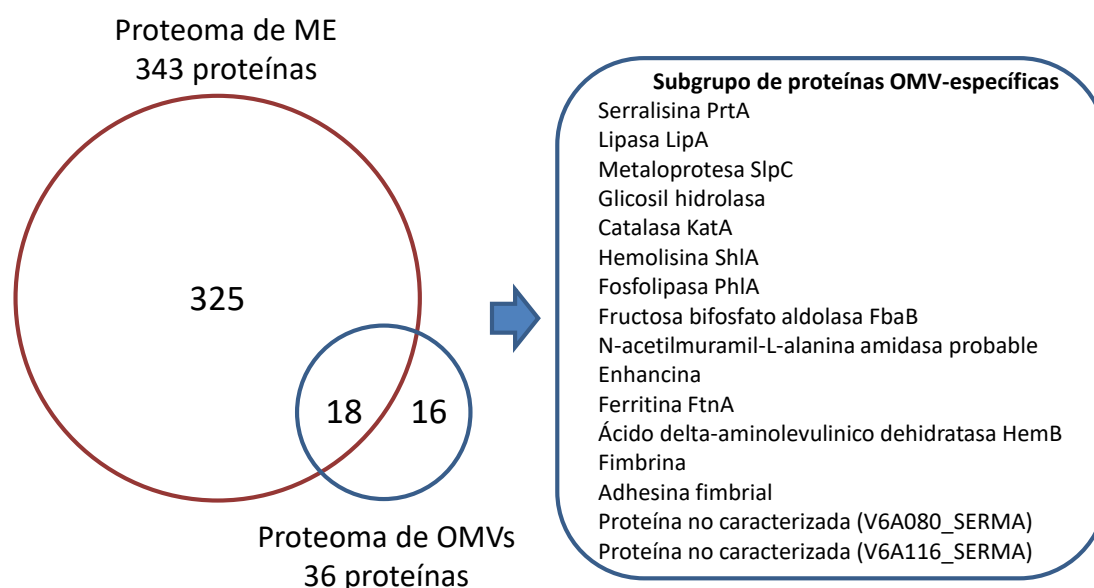 Proteoma de ME
343 proteínas
325
18
16
Proteoma de OMVs
36 proteínas
Subgrupo de proteínas OMV-específicas
Serralisina PrtA
Lipasa LipA
Metaloprotesa SlpC
Glicosil hidrolasa
Catalasa KatA
Hemolisina ShlA
Fosfolipasa PhlA
Fructosa bifosfato aldolasa FbaB
N-acetilmuramil-L-alanina amidasa probable
Enhancina
Ferritina FtnA
Ácido delta-aminolevulinico dehidratasa HemB
Fimbrina
Adhesina fimbrial
Proteína no caracterizada (V6A080_SERMA)
Proteína no caracterizada (V6A116_SERMA)